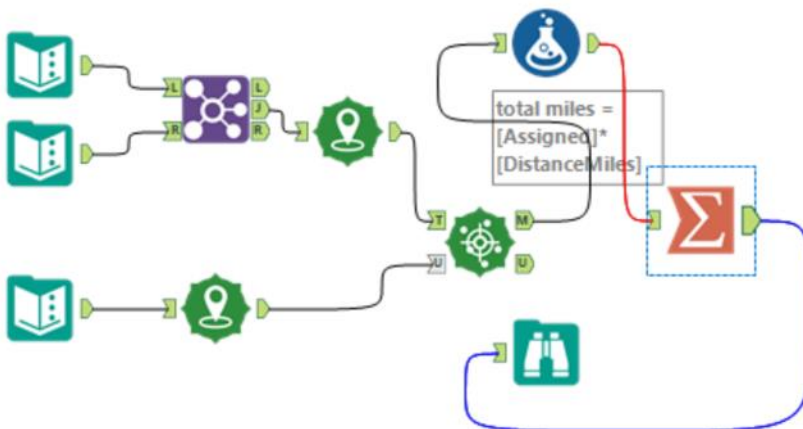 L
L
J
R
R
total miles =
[Assigned]*
[DistanceMiles]
T
M
U
U
Σ